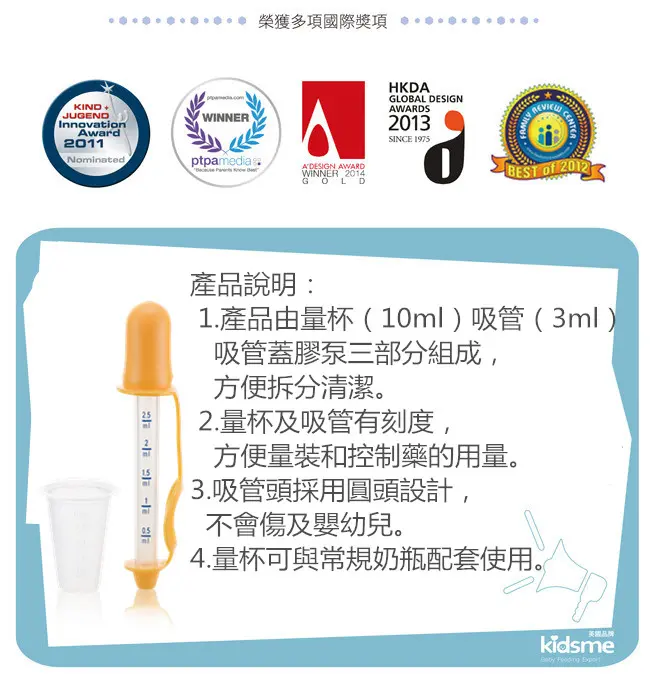 榮獲多項國際獎項
KIND +
JUGEND
Innovation
Award
2011
Nominated
ptpamedia.com
WINNER
ptpamedia
"Because Parents Know Best"
A'DESIGN AWARD
WINNER 2014
GOLD
HKDA
GLOBAL DESIGN
AWARDS
2013
SINCE 1975
FAMILY REVIEW CENTER
BEST of 2012
產品說明：
1.產品由量杯（10ml）吸管（3ml）
吸管蓋膠泵三部分組成，
方便拆分清潔。
2.量杯及吸管有刻度，
方便量裝和控制藥的用量。
3.吸管頭採用圓頭設計，
不會傷及嬰幼兒。
4.量杯可與常規奶瓶配套使用。
2.5
ml
2
ml
1.5
ml
1
ml
0.5
ml
英國品牌
kidsme
Early Feeding Expert